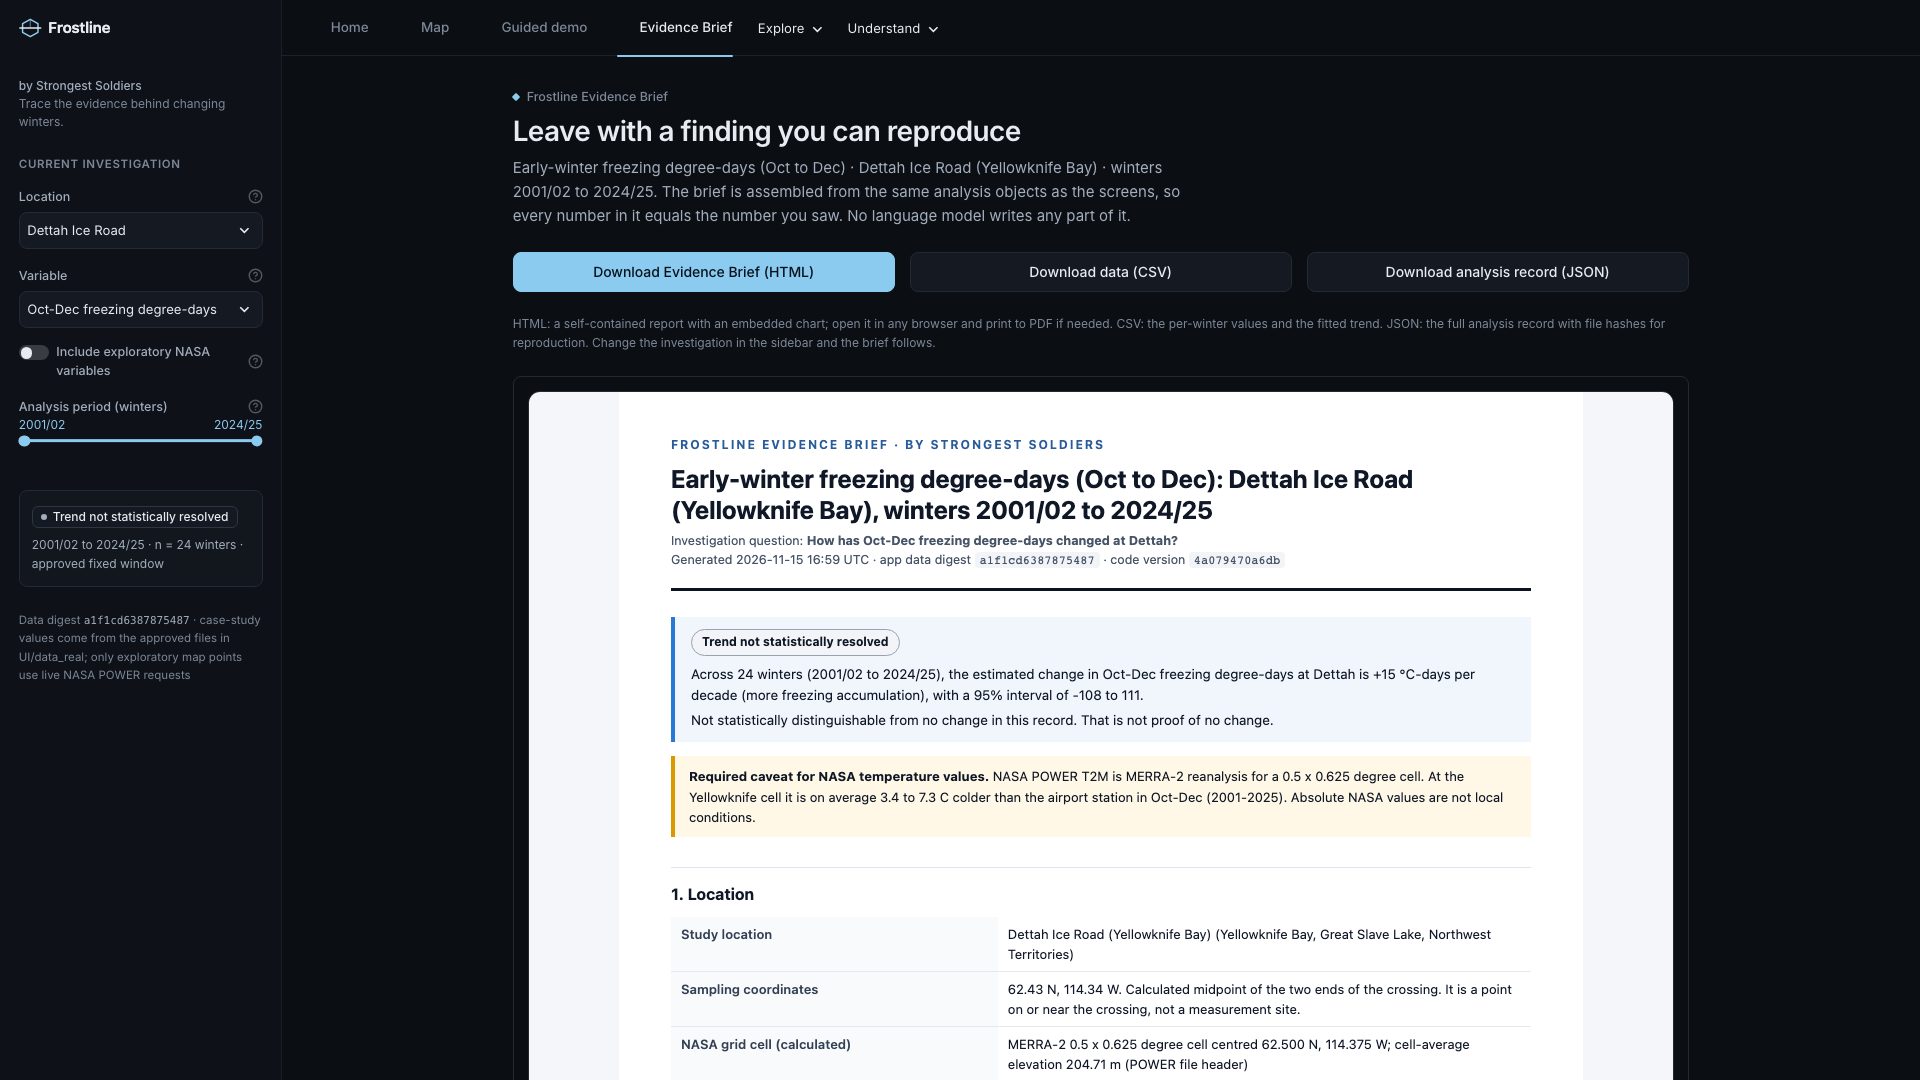 Frostline
by Strongest Soldiers
Trace the evidence behind changing
winters.
CURRENT INVESTIGATION
Location
Dettah Ice Road
Variable
Oct-Dec freezing degree-days
Include exploratory NASA
variables
Analysis period (winters)
2001/02 2024/25
Trend not statistically resolved
2001/02 to 2024/25 · n = 24 winters ·
approved fixed window
Data digest a1f1cd6387875487 · case-study
values come from the approved files in
UI/data_real; only exploratory map points
use live NASA POWER requests
Home Map Guided demo Evidence Brief Explore Understand
Frostline Evidence Brief
Leave with a finding you can reproduce
Early-winter freezing degree-days (Oct to Dec) · Dettah Ice Road (Yellowknife Bay) · winters
2001/02 to 2024/25. The brief is assembled from the same analysis objects as the screens, so
every number in it equals the number you saw. No language model writes any part of it.
Download Evidence Brief (HTML) Download data (CSV) Download analysis record (JSON)
HTML: a self-contained report with an embedded chart; open it in any browser and print to PDF if needed. CSV: the per-winter values and the fitted trend. JSON: the full analysis record with file hashes for
reproduction. Change the investigation in the sidebar and the brief follows.
FROSTLINE EVIDENCE BRIEF · BY STRONGEST SOLDIERS
Early-winter freezing degree-days (Oct to Dec): Dettah Ice Road
(Yellowknife Bay), winters 2001/02 to 2024/25
Investigation question: How has Oct-Dec freezing degree-days changed at Dettah?
Generated 2026-11-15 16:59 UTC · app data digest a1f1cd6387875487 · code version 4a079470a6db
Trend not statistically resolved
Across 24 winters (2001/02 to 2024/25), the estimated change in Oct-Dec freezing degree-days at Dettah is +15 °C-days per
decade (more freezing accumulation), with a 95% interval of -108 to 111.
Not statistically distinguishable from no change in this record. That is not proof of no change.
Required caveat for NASA temperature values. NASA POWER T2M is MERRA-2 reanalysis for a 0.5 x 0.625 degree cell. At the
Yellowknife cell it is on average 3.4 to 7.3 C colder than the airport station in Oct-Dec (2001-2025). Absolute NASA values are not local
conditions.
1. Location
Study location Dettah Ice Road (Yellowknife Bay) (Yellowknife Bay, Great Slave Lake, Northwest
Territories)
Sampling coordinates 62.43 N, 114.34 W. Calculated midpoint of the two ends of the crossing. It is a point
on or near the crossing, not a measurement site.
NASA grid cell (calculated) MERRA-2 0.5 x 0.625 degree cell centred 62.500 N, 114.375 W; cell-average
elevation 204.71 m (POWER file header)